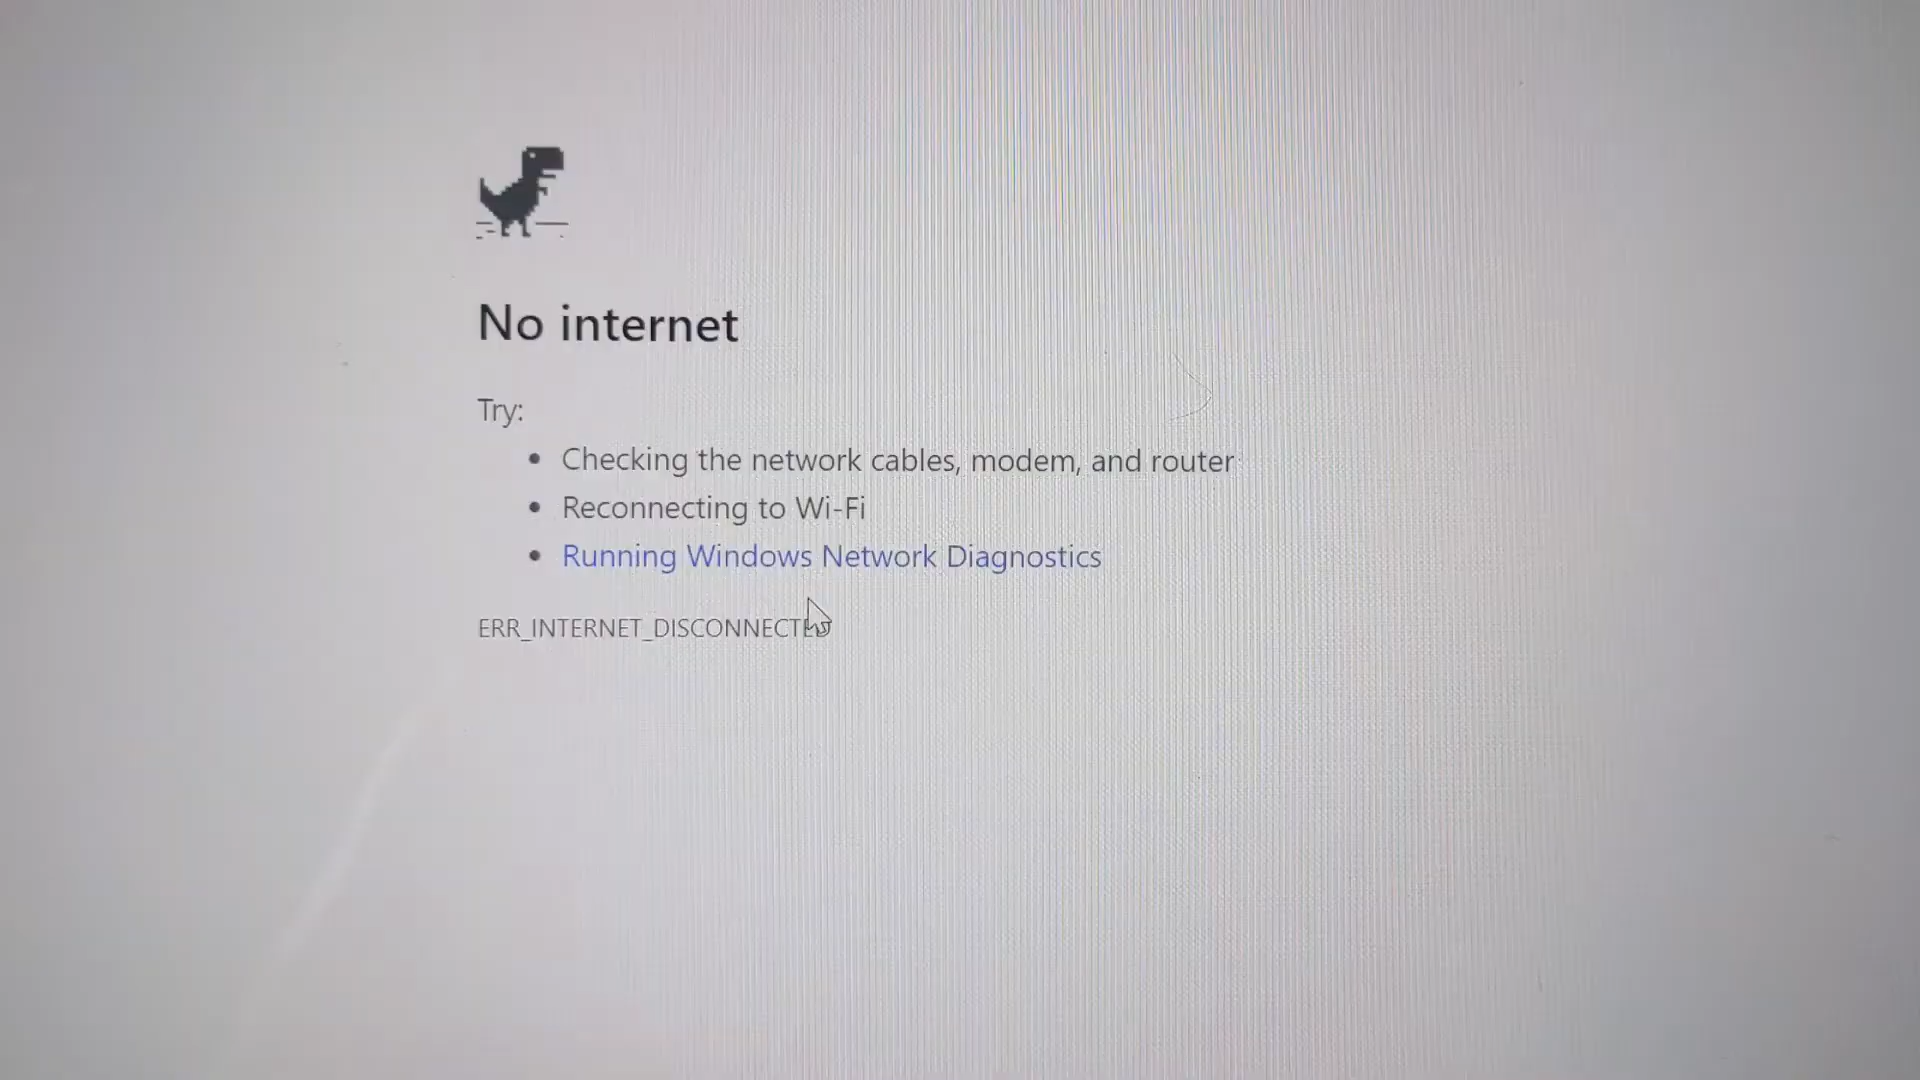 No internet
Try:
• Checking the network cables, modem, and router
• Reconnecting to Wi-Fi
• Running Windows Network Diagnostics
ERR_INTERNET_DISCONNECTED